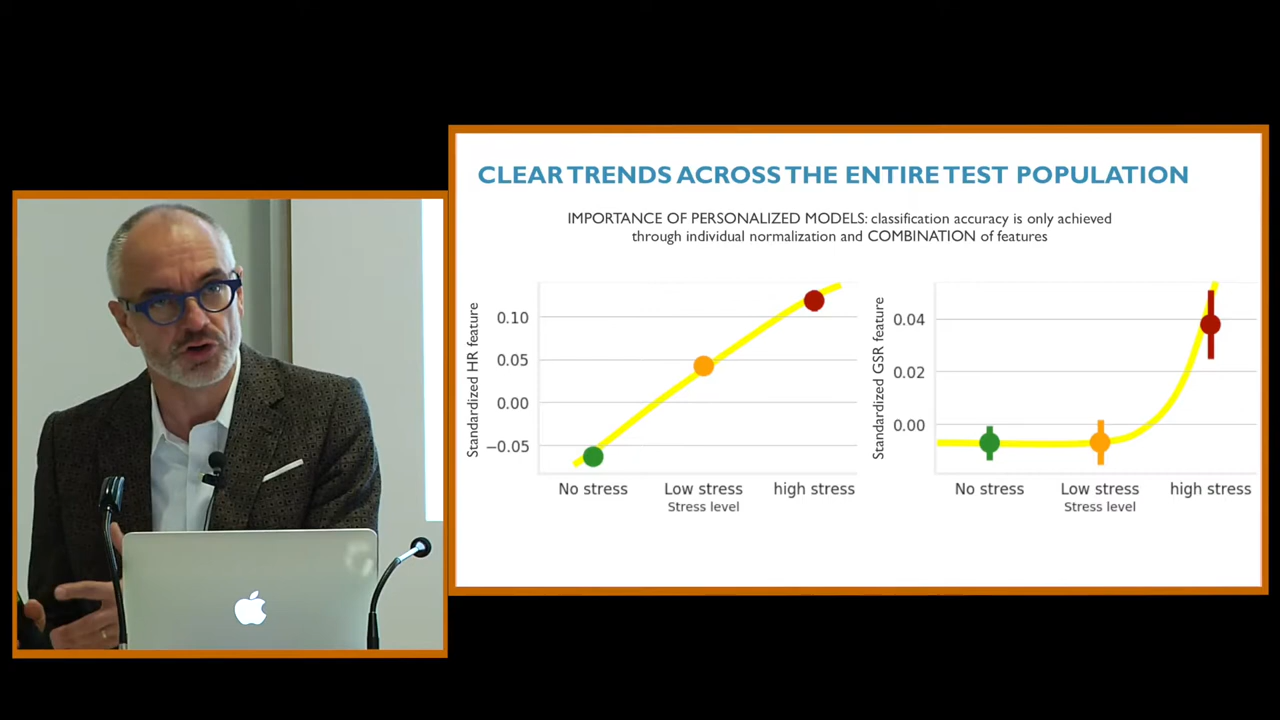 CLEAR TRENDS ACROSS THE ENTIRE TEST POPULATION
IMPORTANCE OF PERSONALIZED MODELS: classification accuracy is only achieved
through individual normalization and COMBINATION of features
Standardized HR feature
0.10
0.05
0.00
−0.05
No stress
Low stress
high stress
Stress level
Standardized GSR feature
0.04
0.02
0.00
No stress
Low stress
high stress
Stress level